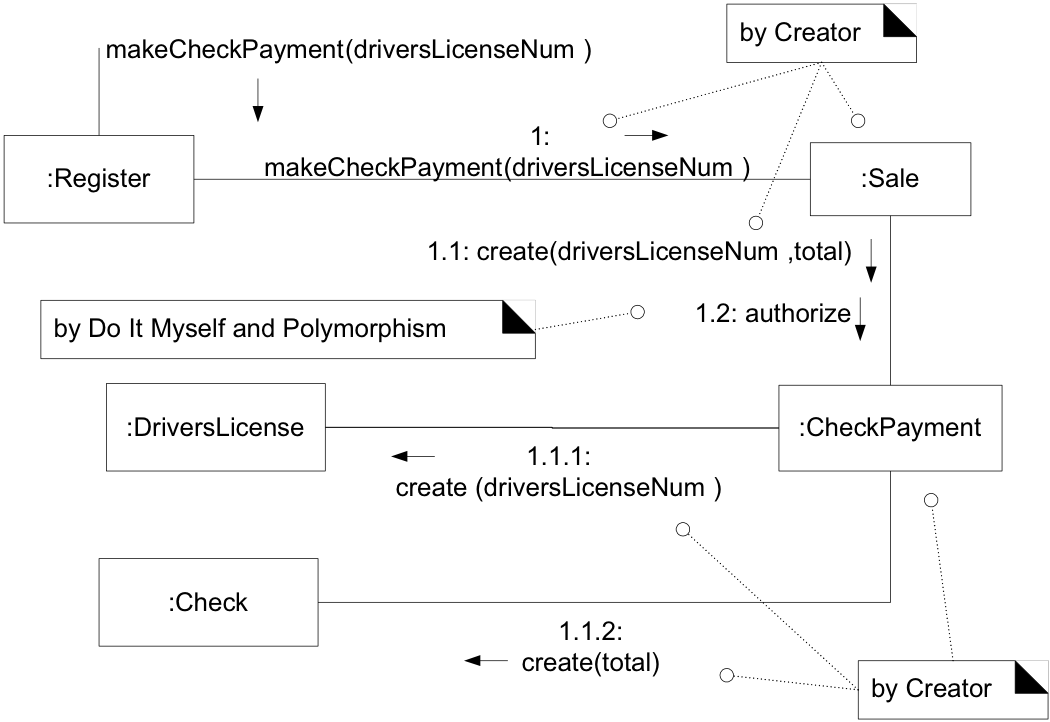 by Creator
makeCheckPayment(driversLicenseNum )
1:
makeCheckPayment(driversLicenseNum )
:Register
:Sale
1.1: create(driversLicenseNum ,total)
1.2: authorize
by Do It Myself and Polymorphism
:DriversLicense
:CheckPayment
1.1.1:
create (driversLicenseNum )
:Check
1.1.2:
create(total)
by Creator